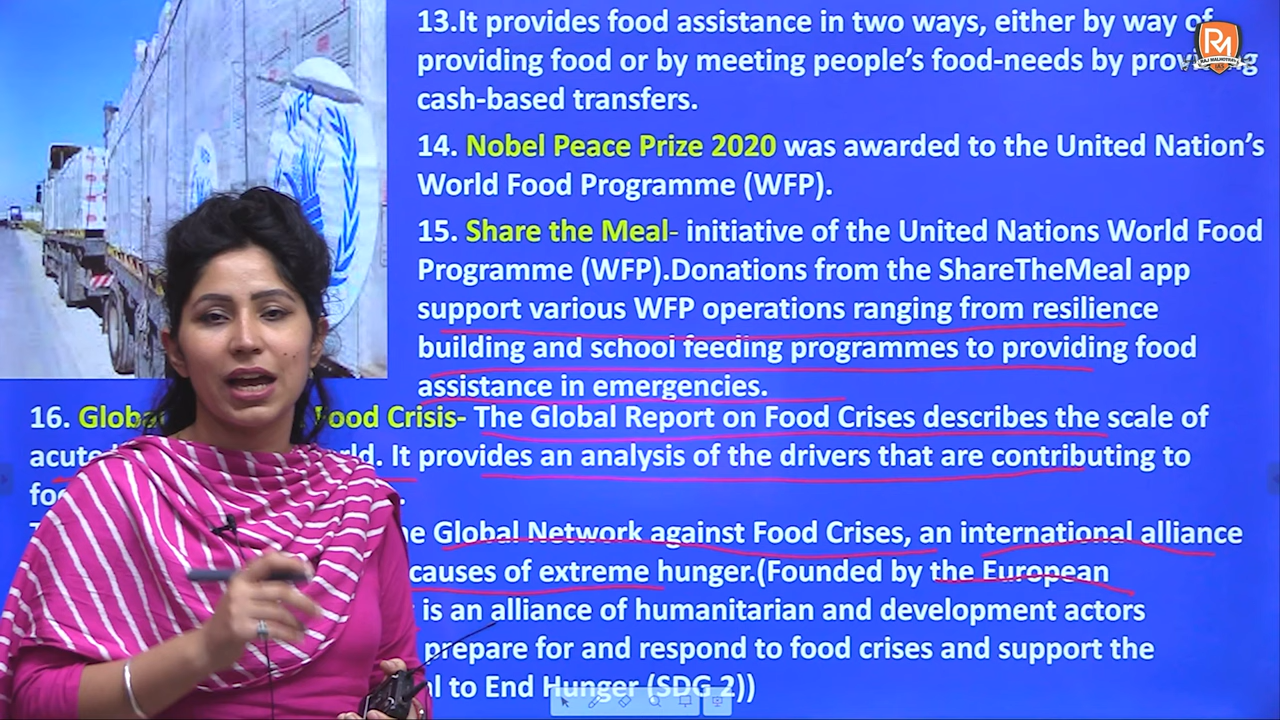 13.It provides food assistance in two ways, either by way of
providing food or by meeting people's food-needs by providing
cash-based transfers.
14. Nobel Peace Prize 2020 was awarded to the United Nation's
World Food Programme (WFP).
15. Share the Meal- initiative of the United Nations World Food
Programme (WFP).Donations from the ShareTheMeal app
support various WFP operations ranging from resilience
building and school feeding programmes to providing food
assistance in emergencies.
16. Food Crisis- The Global Report on Food Crises describes the scale of
acute It provides an analysis of the drivers that are contributing to
Global Network against Food Crises, an international alliance
causes of extreme hunger.(Founded by the European
is an alliance of humanitarian and development actors
prepare for and respond to food crises and support the
to End Hunger (SDG 2))
WFP
RM